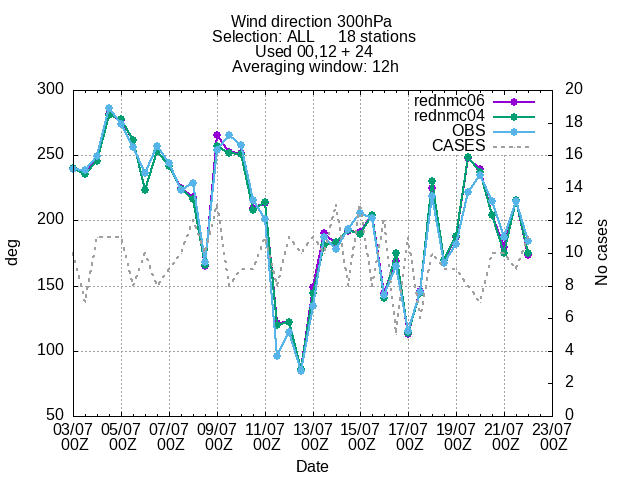 Wind direction 300hPa
Selection: ALL 18 stations
Used 00,12 + 24
Averaging window: 12h
rednmc06
rednmc04
OBS
CASES
300
250
200
150
100
50
deg
20
18
16
14
12
10
8
6
4
2
0
No cases
03/07 05/07 07/07 09/07 11/07 13/07 15/07 17/07 19/07 21/07 23/07
00Z 00Z 00Z 00Z 00Z 00Z 00Z 00Z 00Z 00Z 00Z
Date